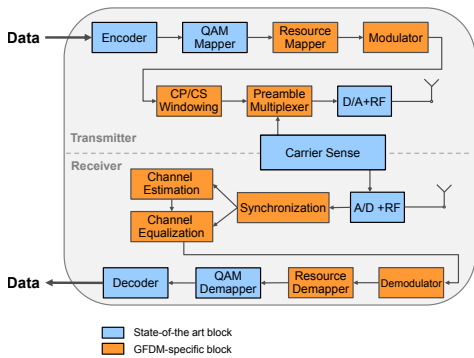 Data
Encoder
QAM
Mapper
Resource
Mapper
Modulator
CP/CS
Windowing
Preamble
Multiplexer
D/A+RF
Transmitter
Carrier Sense
Receiver
Channel
Estimation
Channel
Equalization
Synchronization
A/D +RF
Data
Decoder
QAM
Demapper
Resource
Demapper
Demodulator
State-of-the art block
GFDM-specific block